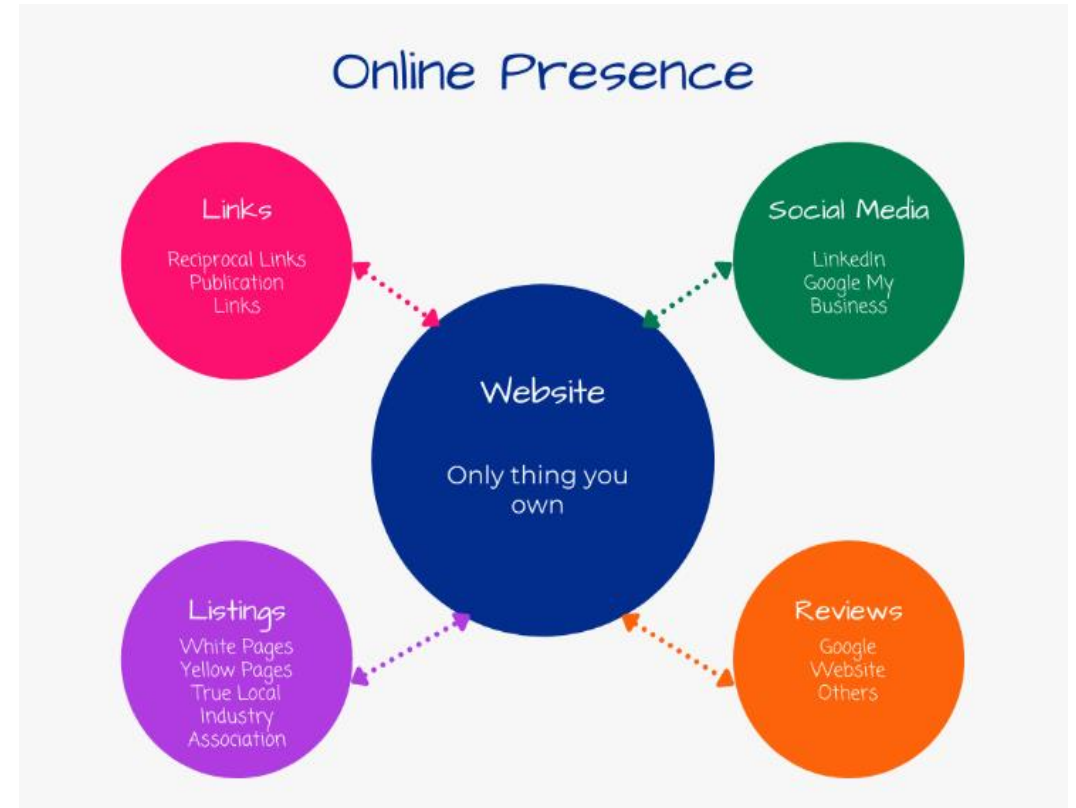 Online Presence
Links
Reciprocal Links
Publication
Links
Social Media
LinkedIn
Google My
Business
Website
Only thing you
own
Listings
White Pages
Yellow Pages
True Local
Industry
Association
Reviews
Google
Website
Others